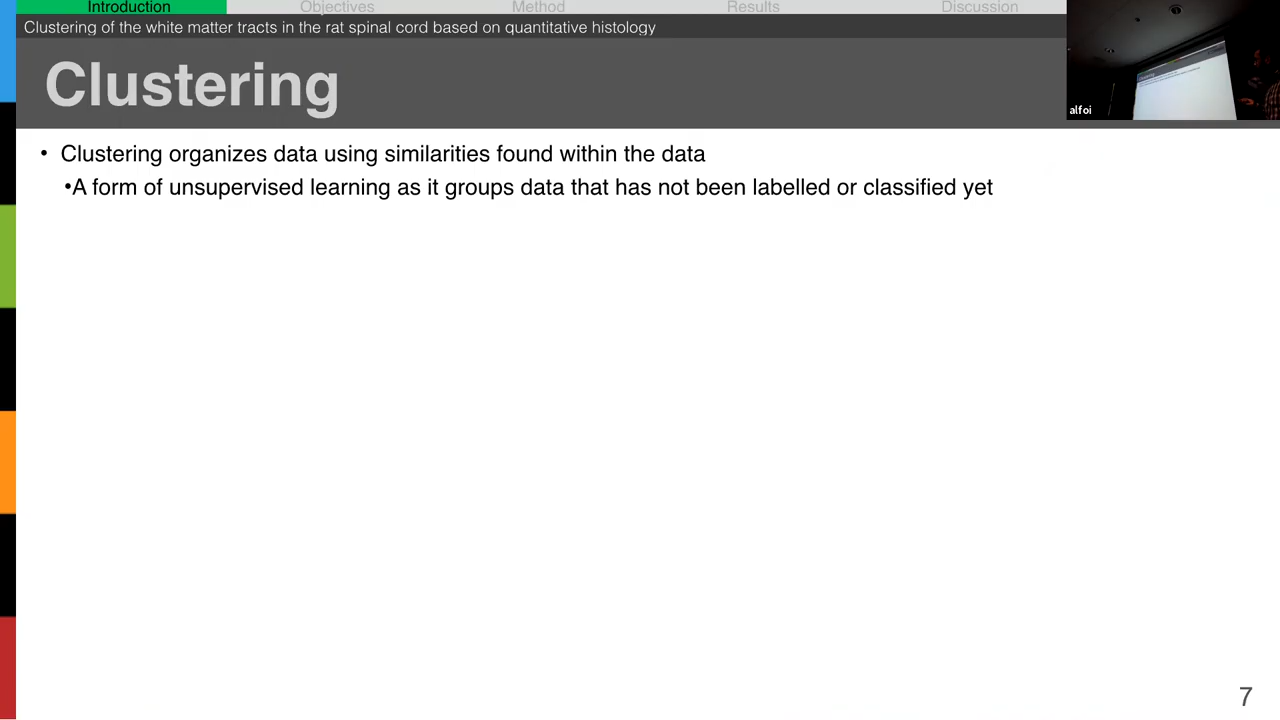 Introduction Objectives Method Results Discussion
Clustering of the white matter tracts in the rat spinal cord based on quantitative histology
Clustering
alfoi
• Clustering organizes data using similarities found within the data
•A form of unsupervised learning as it groups data that has not been labelled or classified yet
7